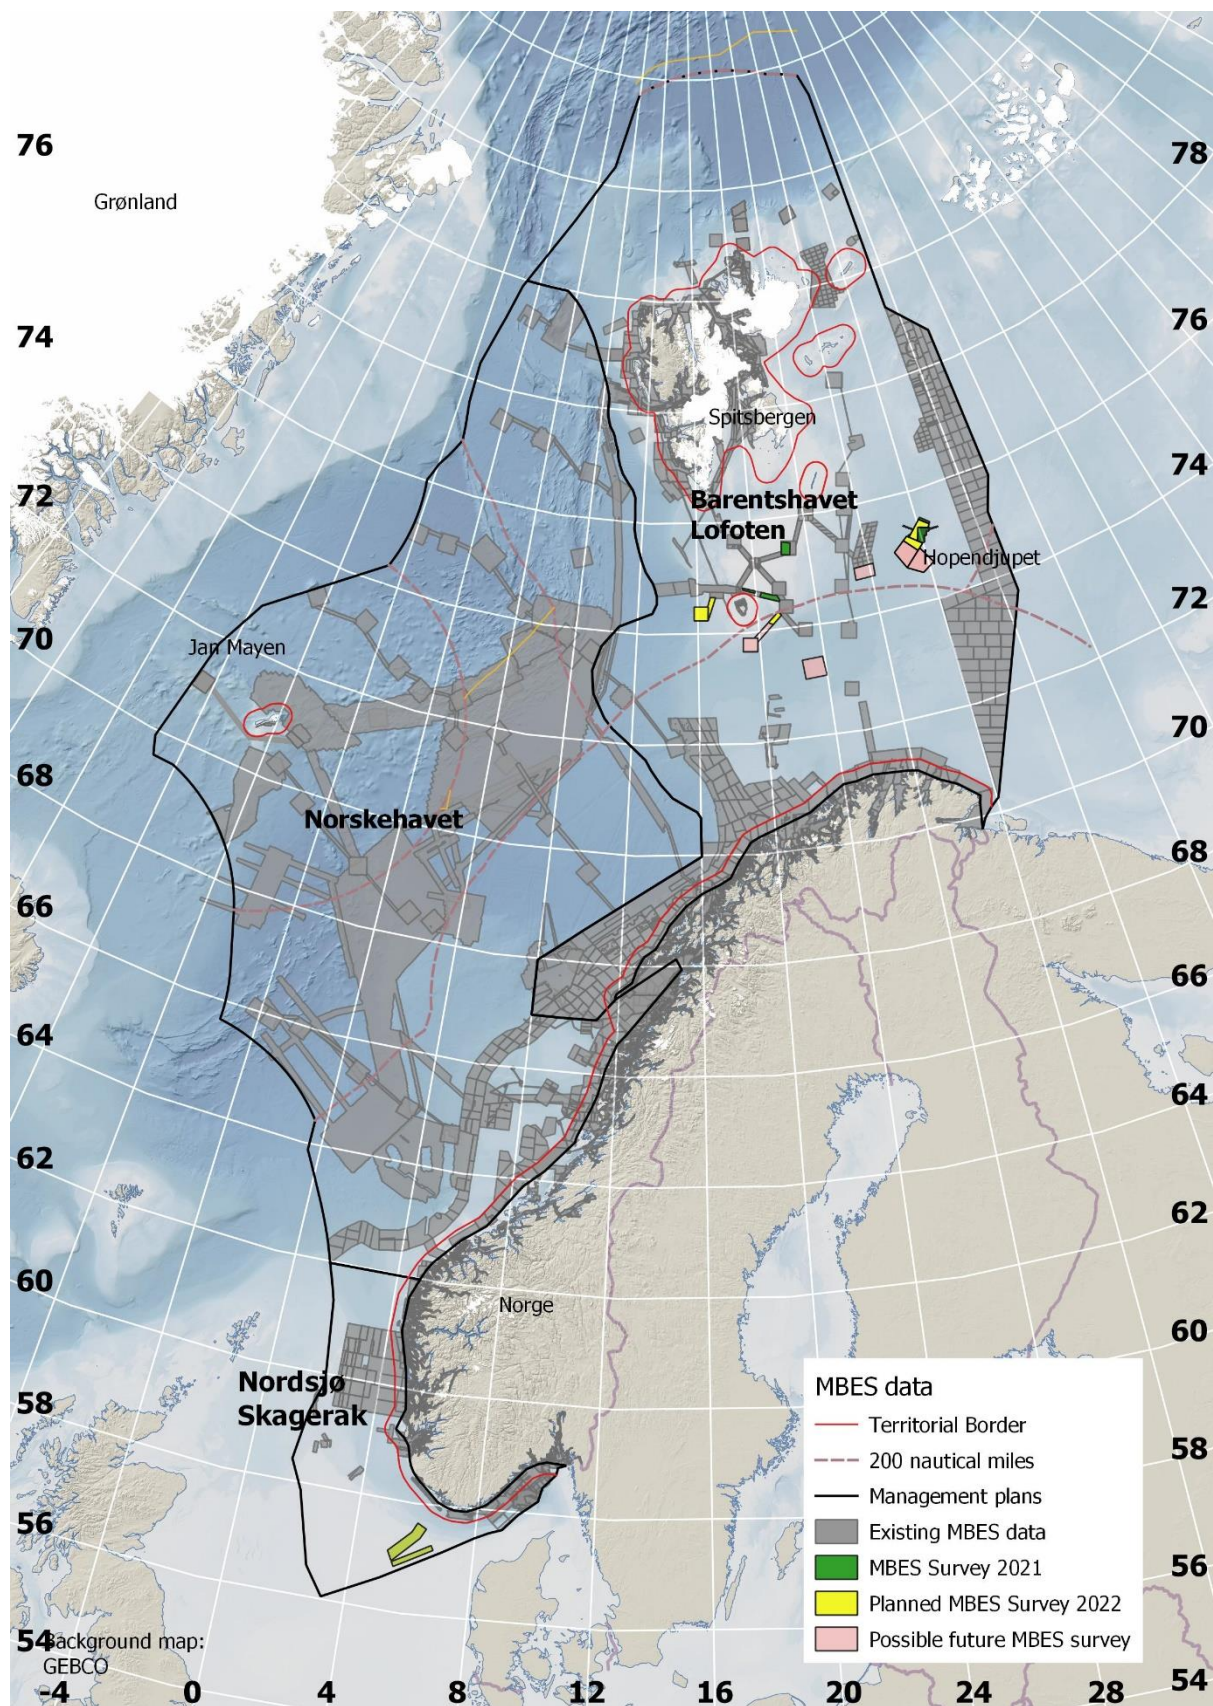 76
78
Grønland
74
76
Spitsbergen
72
74
Barentshavet
Lofoten
Hopendjupet
70
72
Jan Mayen
68
70
Norskehavet
66
68
64
66
62
64
60
62
Norge
60
58
Nordsjø
Skagerak
58
56
56
54
Background map:
GEBCO
MBES data
Territorial Border
200 nautical miles
Management plans
Existing MBES data
MBES Survey 2021
Planned MBES Survey 2022
Possible future MBES survey
54
-4 0 4 8 12 16 20 24 28